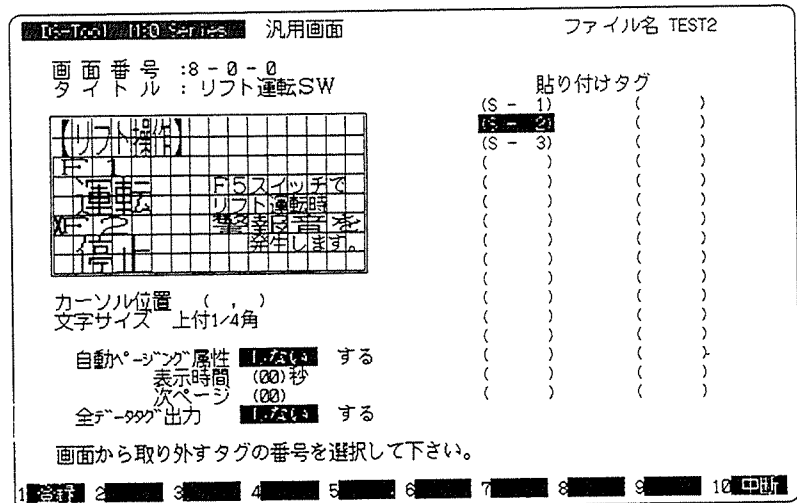 DS-Tool M:Q Series 汎用画面 ファイル名 TEST2
画面番号 :8-0-0
タイトル : リフト運転SW
貼り付けタグ
(S - 1) ( )
(S - 2) ( )
(S - 3) ( )
【リフト操作】
F1
運転
F5スイッチで
リフト運転時
F2
警報音を
停止
発生します。
カーソル位置 ( , )
文字サイズ 上付1/4角
自動ページング属性 しない する
表示時間 (00)秒
次ページ (00)
全データタグ出力 しない する
画面から取り外すタグの番号を選択して下さい。
1 登録 2 3 4 5 6 7 8 9 10 中断